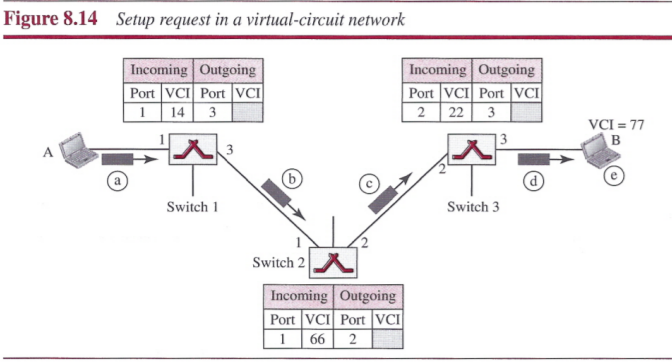 Figure 8.14 Setup request in a virtual-circuit network
Incoming Outgoing
Port VCI Port VCI
1 14 3
Incoming Outgoing
Port VCI Port VCI
2 22 3
VCI = 77
A
1
3
2
3
B
a
b
c
d
e
Switch 1
Switch 3
1
2
Switch 2
Incoming Outgoing
Port VCI Port VCI
1 66 2